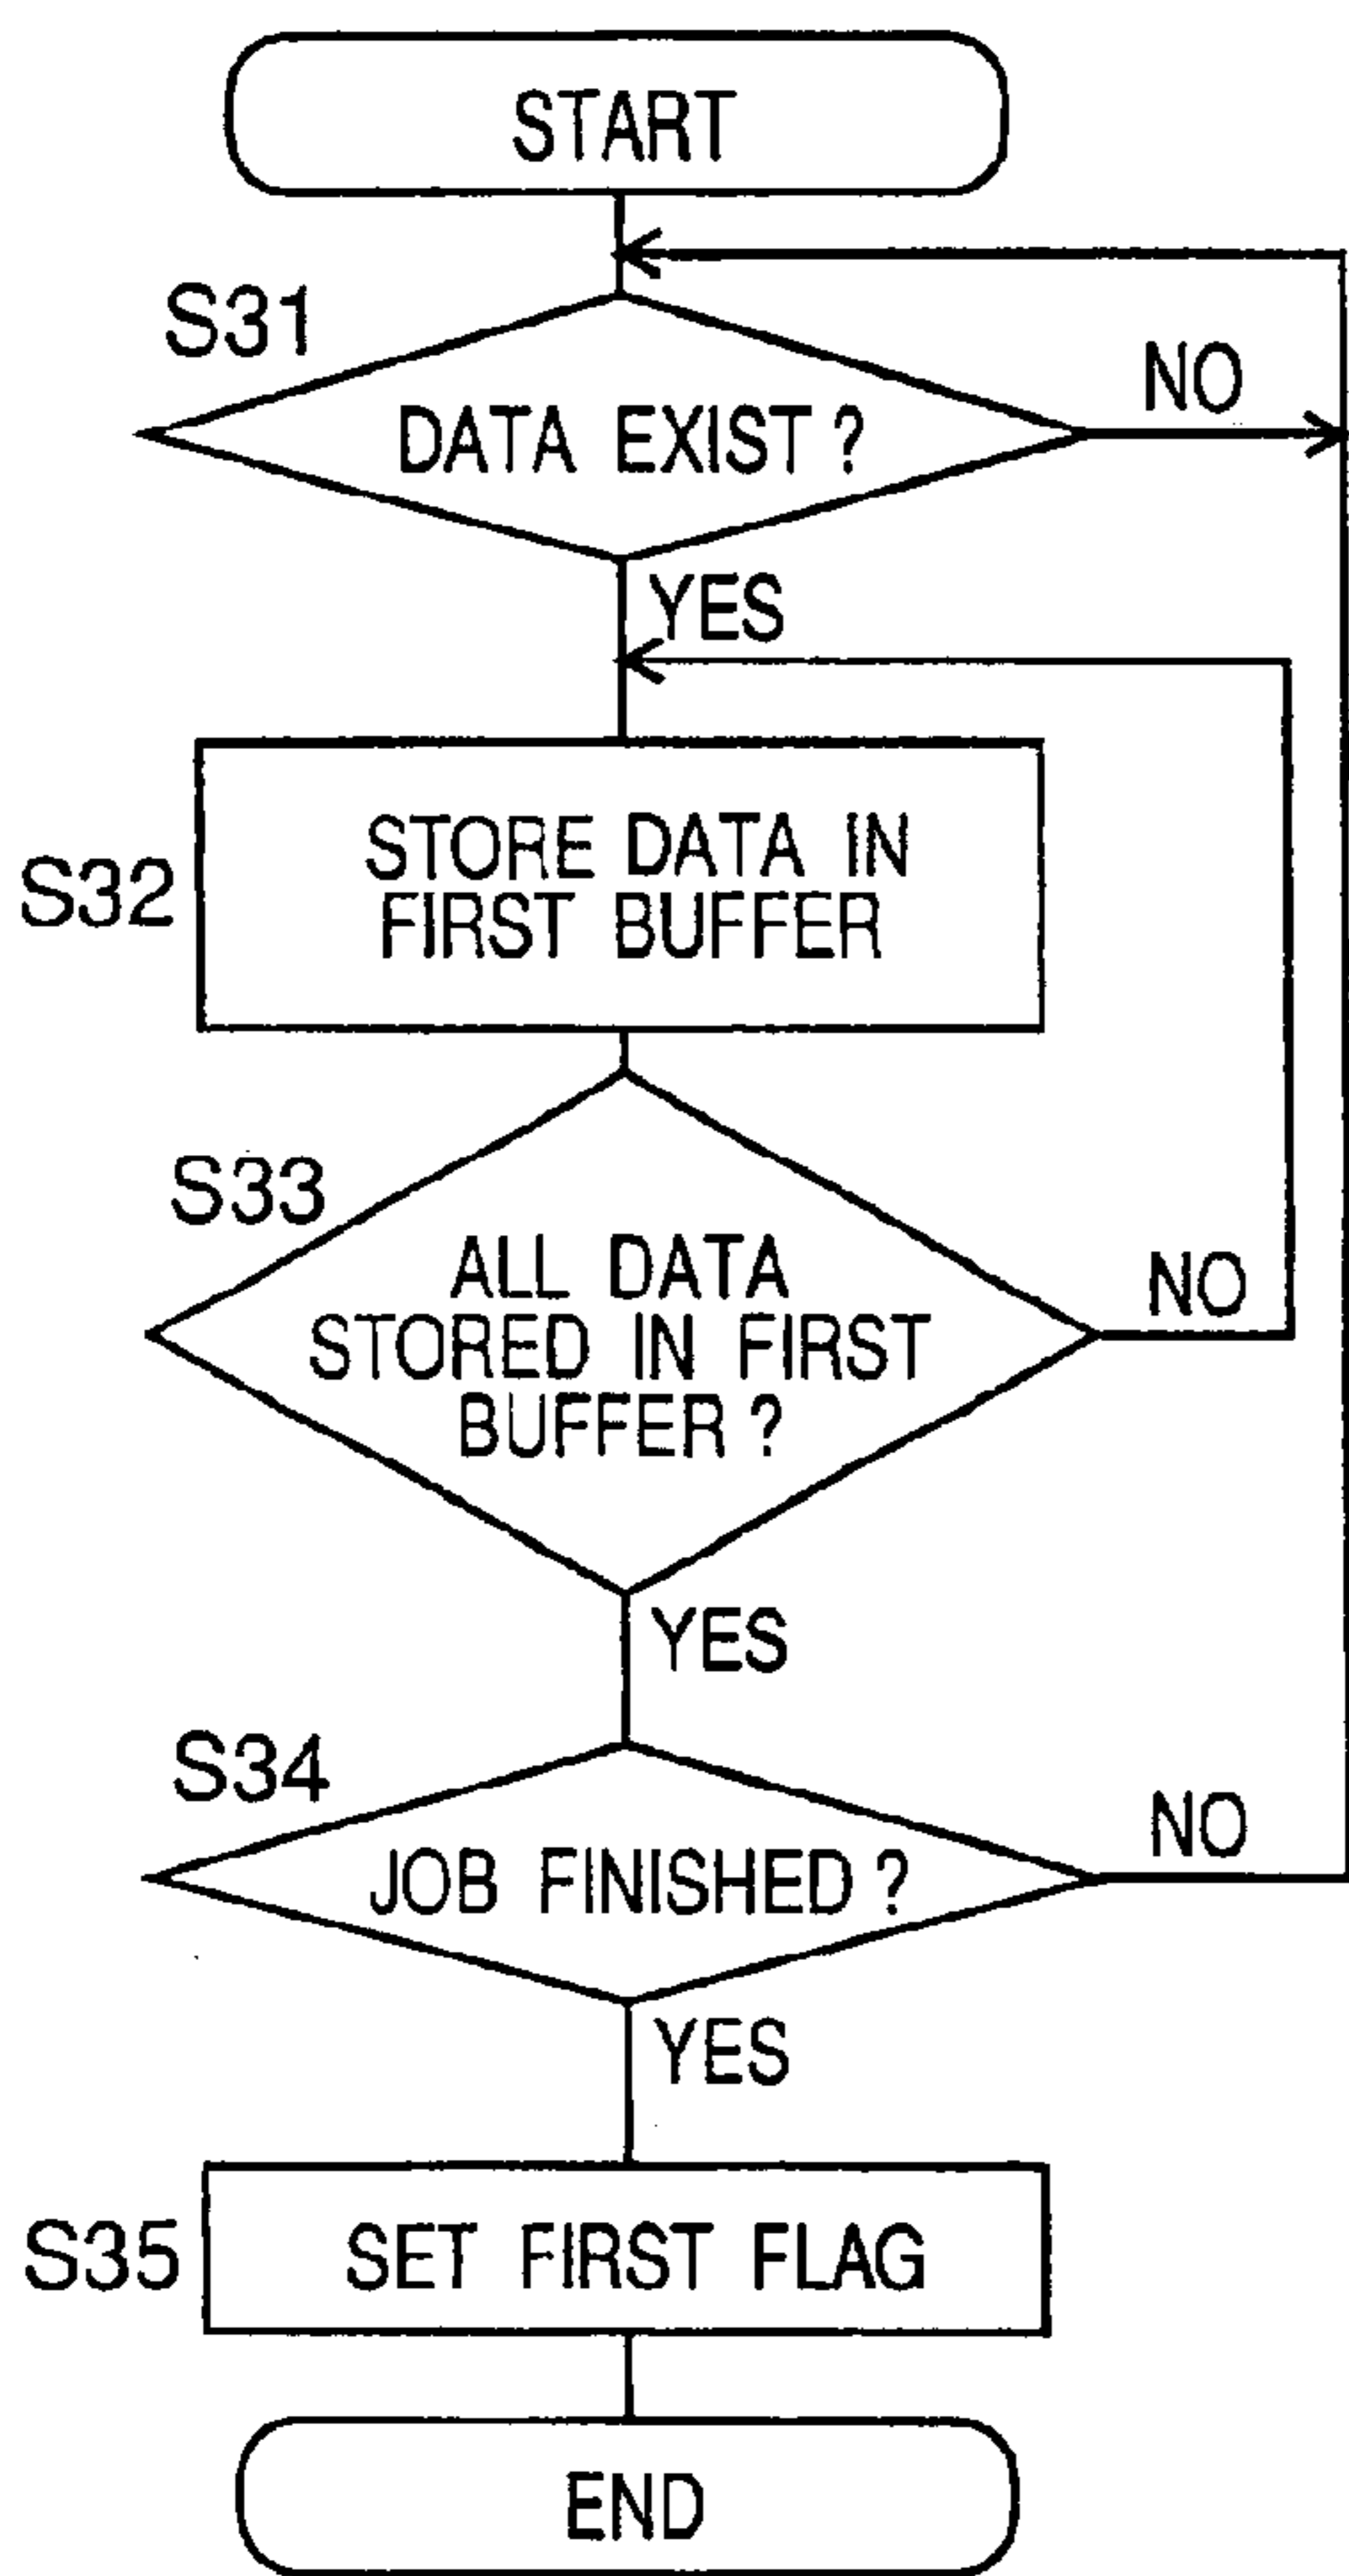 START
S31
DATA EXIST ?
NO
YES
S32
STORE DATA IN
FIRST BUFFER
S33
ALL DATA
STORED IN FIRST
BUFFER ?
NO
YES
S34
JOB FINISHED ?
NO
YES
S35
SET FIRST FLAG
END